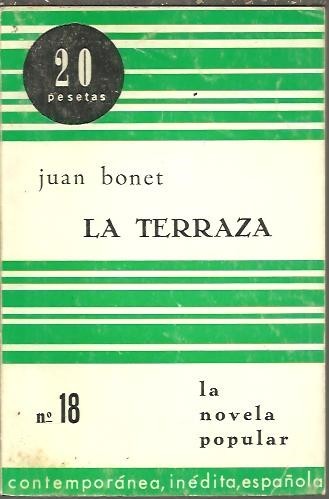 20
pesetas
juan bonet
LA TERRAZA
nº 18
la
novela
popular
contemporánea, inédita, española